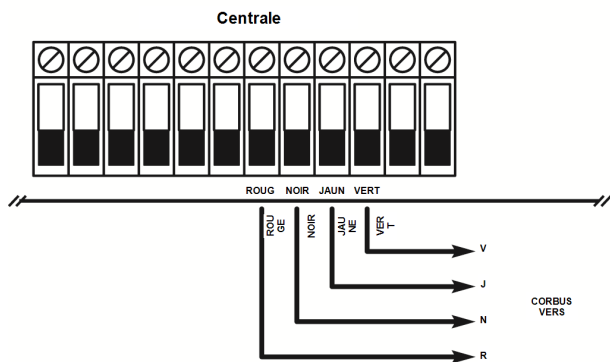 Centrale
ROUG NOIR JAUN VERT
ROU
GE
NOIR
JAU
NE
VER
T
V
J
CORBUS
VERS
N
R